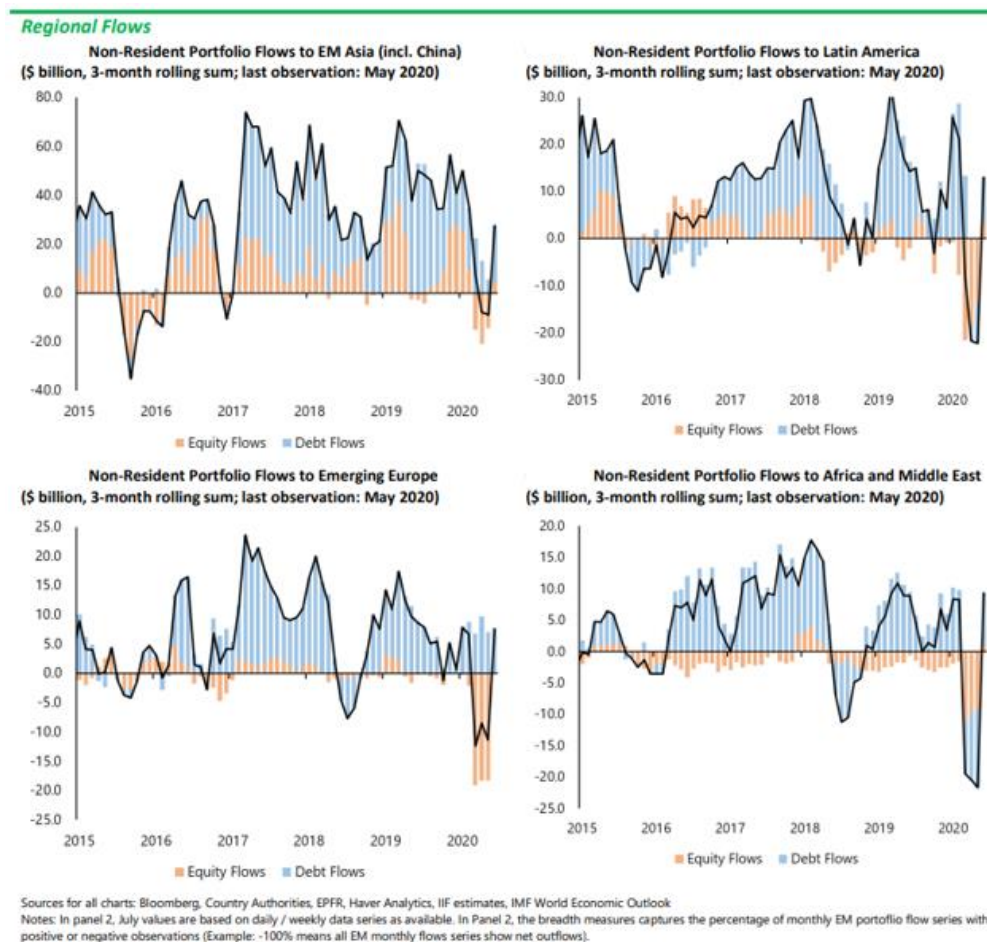 Regional Flows
Non-Resident Portfolio Flows to EM Asia (incl. China)
($ billion, 3-month rolling sum; last observation: May 2020)
80.0
60.0
40.0
20.0
0.0
-20.0
-40.0
2015 2016 2017 2018 2019 2020
Equity Flows Debt Flows
Non-Resident Portfolio Flows to Latin America
($ billion, 3-month rolling sum; last observation: May 2020)
30.0
20.0
10.0
0.0
-10.0
-20.0
-30.0
2015 2016 2017 2018 2019 2020
Equity Flows Debt Flows
Non-Resident Portfolio Flows to Emerging Europe
($ billion, 3-month rolling sum; last observation: May 2020)
25.0
20.0
15.0
10.0
5.0
0.0
-5.0
-10.0
-15.0
-20.0
-25.0
2015 2016 2017 2018 2019 2020
Equity Flows Debt Flows
Non-Resident Portfolio Flows to Africa and Middle East
($ billion, 3-month rolling sum; last observation: May 2020)
20.0
15.0
10.0
5.0
0.0
-5.0
-10.0
-15.0
-20.0
-25.0
2015 2016 2017 2018 2019 2020
Equity Flows Debt Flows
Sources for all charts: Bloomberg, Country Authorities, EPFR, Haver Analytics, IIF estimates, IMF World Economic Outlook
Notes: In panel 2, July values are based on daily / weekly data series as available. In Panel 2, the breadth measures captures the percentage of monthly EM portoflio flow series with
positive or negative observations (Example: -100% means all EM monthly flows series show net outflows).